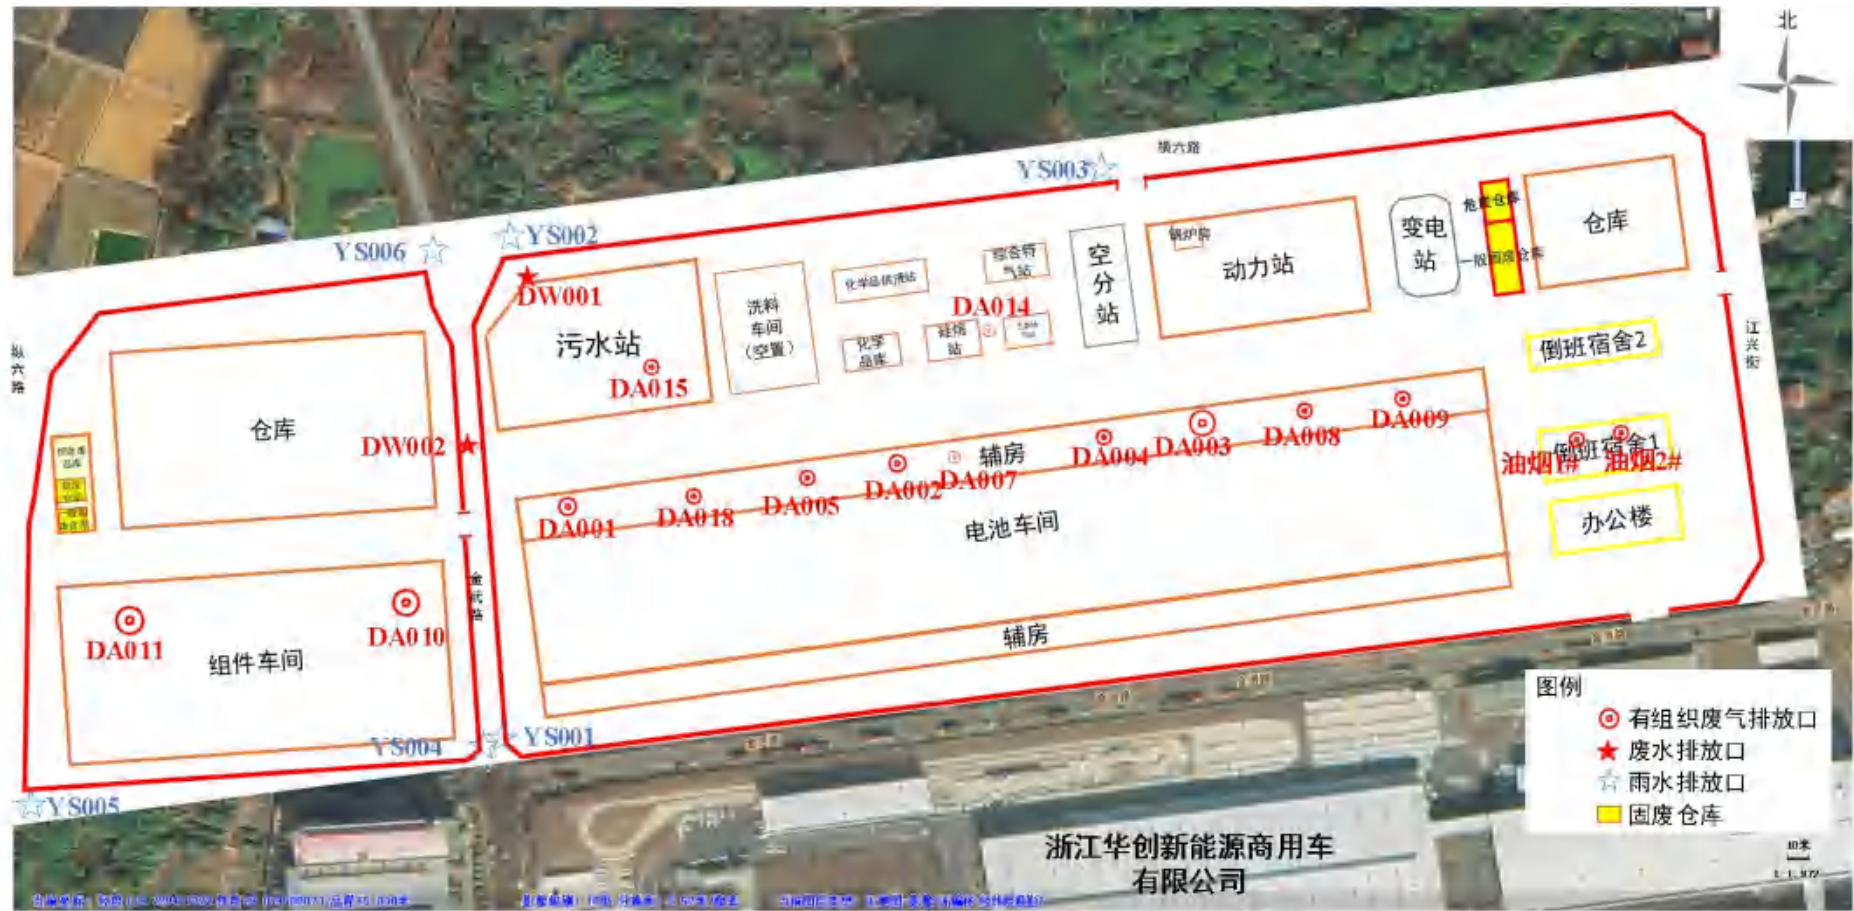 北
横六路
YS003
YS006
YS002
DW001
污水站
DA015
洗料
车间
（空置）
化学品供液站
综合特
气站
DA014
化学
品库
硅烷
站
空
分
站
锅炉房
动力站
变电
站
危废仓库
一般固废仓库
仓库
倒班宿舍2
江兴街
纵六路
仓库
DW002
辅房
DA001
DA018
DA005
DA002
DA007
DA004
DA003
DA008
DA009
倒班宿舍1
油烟1#
油烟2#
办公楼
电池车间
辅房
DA011
DA010
组件车间
YS004
YS001
YS005
图例
有组织废气排放口
废水排放口
雨水排放口
固废仓库
浙江华创新能源商用车
有限公司
10米